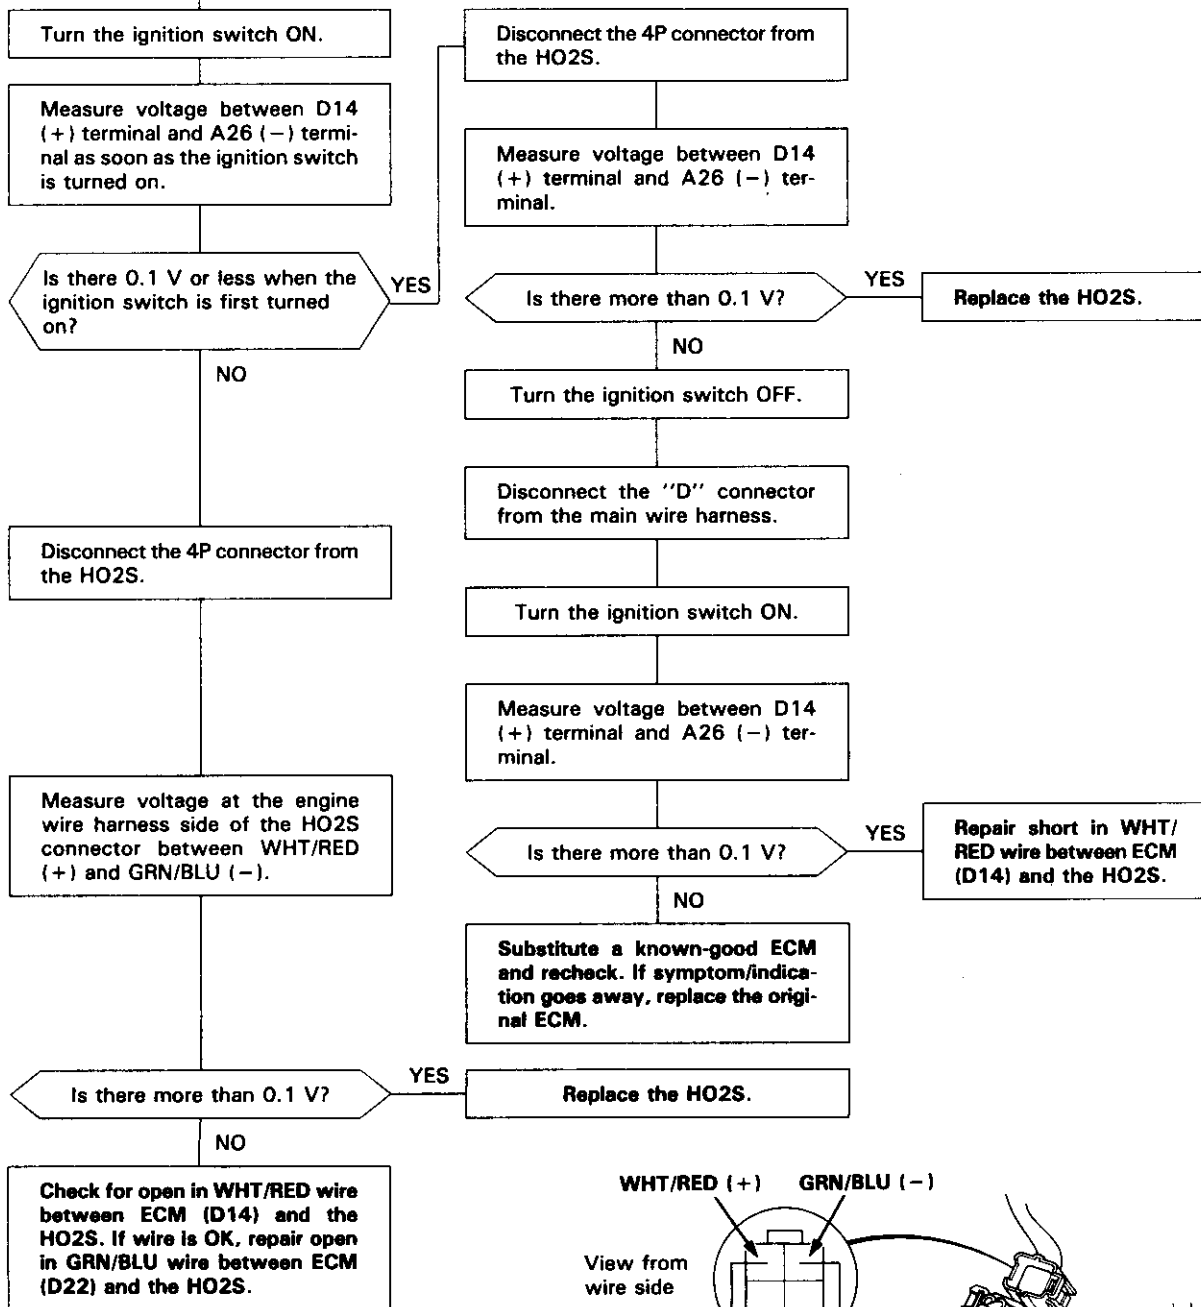 Turn the ignition switch ON.
Measure voltage between D14
(+) terminal and A26 (−) termi-
nal as soon as the ignition switch
is turned on.
Is there 0.1 V or less when the
ignition switch is first turned
on?
YES
NO
Disconnect the 4P connector from
the HO2S.
Measure voltage at the engine
wire harness side of the HO2S
connector between WHT/RED
(+) and GRN/BLU (−).
Is there more than 0.1 V?
YES
Replace the HO2S.
NO
Check for open in WHT/RED wire
between ECM (D14) and the
HO2S. If wire is OK, repair open
in GRN/BLU wire between ECM
(D22) and the HO2S.
Disconnect the 4P connector from
the HO2S.
Measure voltage between D14
(+) terminal and A26 (−) ter-
minal.
Is there more than 0.1 V?
YES
Replace the HO2S.
NO
Turn the ignition switch OFF.
Disconnect the "D" connector
from the main wire harness.
Turn the ignition switch ON.
Measure voltage between D14
(+) terminal and A26 (−) ter-
minal.
Is there more than 0.1 V?
YES
Repair short in WHT/
RED wire between ECM
(D14) and the HO2S.
NO
Substitute a known-good ECM
and recheck. If symptom/indica-
tion goes away, replace the origi-
nal ECM.
WHT/RED (+)
GRN/BLU (−)
View from
wire side